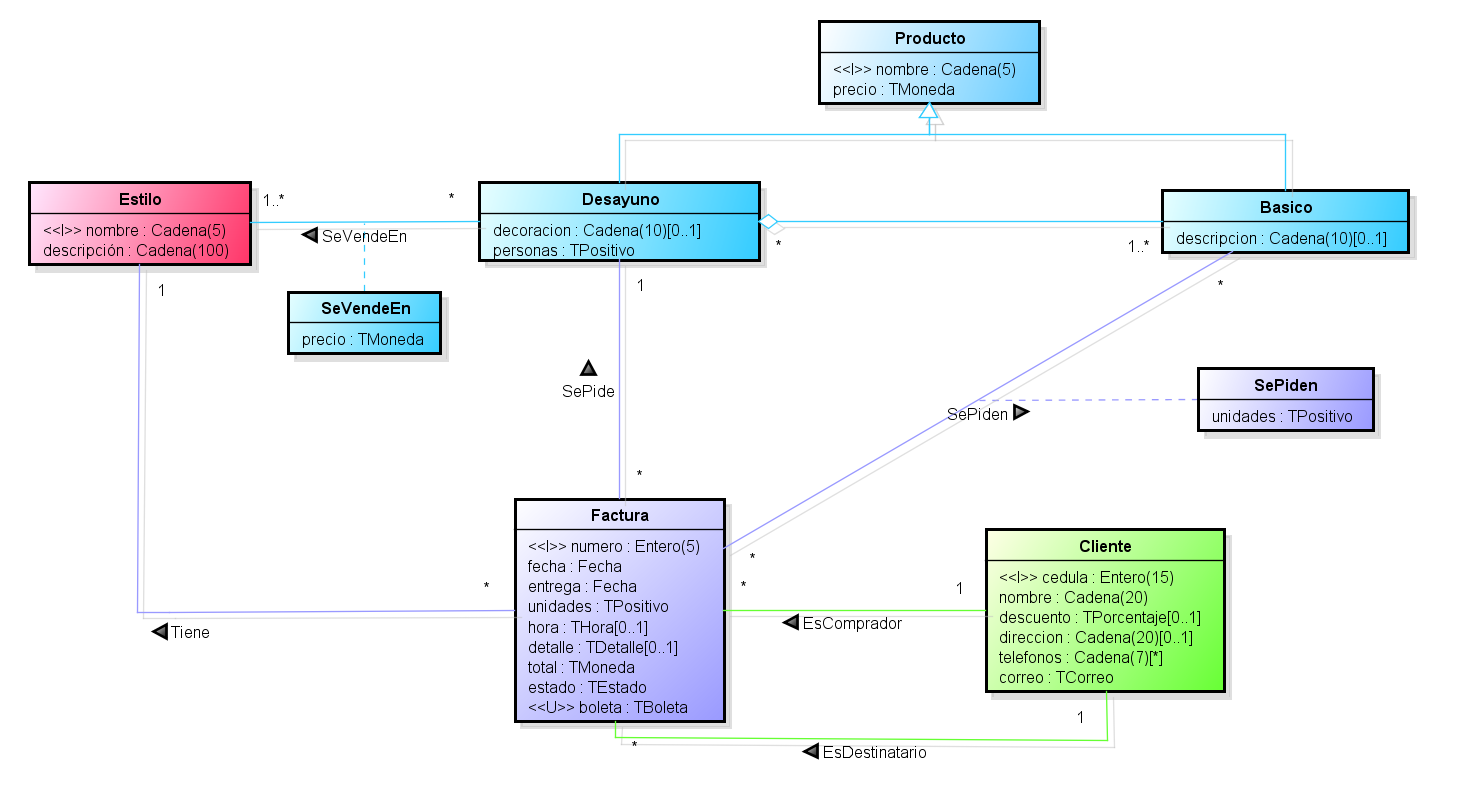 Producto
<<I>> nombre : Cadena(5)
precio : TMoneda
Estilo
<<I>> nombre : Cadena(5)
descripción : Cadena(100)
1..*
*
SeVendeEn
Desayuno
decoracion : Cadena(10)[0..1]
personas : TPositivo
*
1..*
Basico
descripcion : Cadena(10)[0..1]
1
SeVendeEn
precio : TMoneda
1
*
SePide
SePiden
SePiden
unidades : TPositivo
*
*
*
1
*
Tiene
Factura
<<I>> numero : Entero(5)
fecha : Fecha
entrega : Fecha
unidades : TPositivo
hora : THora[0..1]
detalle : TDetalle[0..1]
total : TMoneda
estado : TEstado
<<U>> boleta : TBoleta
EsComprador
Cliente
<<I>> cedula : Entero(15)
nombre : Cadena(20)
descuento : TPorcentaje[0..1]
direccion : Cadena(20)[0..1]
telefonos : Cadena(7)[*]
correo : TCorreo
1
*
EsDestinatario